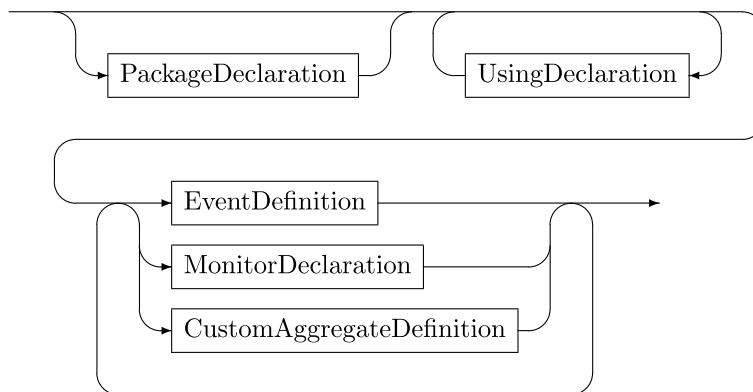 PackageDeclaration UsingDeclaration
EventDefinition
MonitorDeclaration
CustomAggregateDefinition